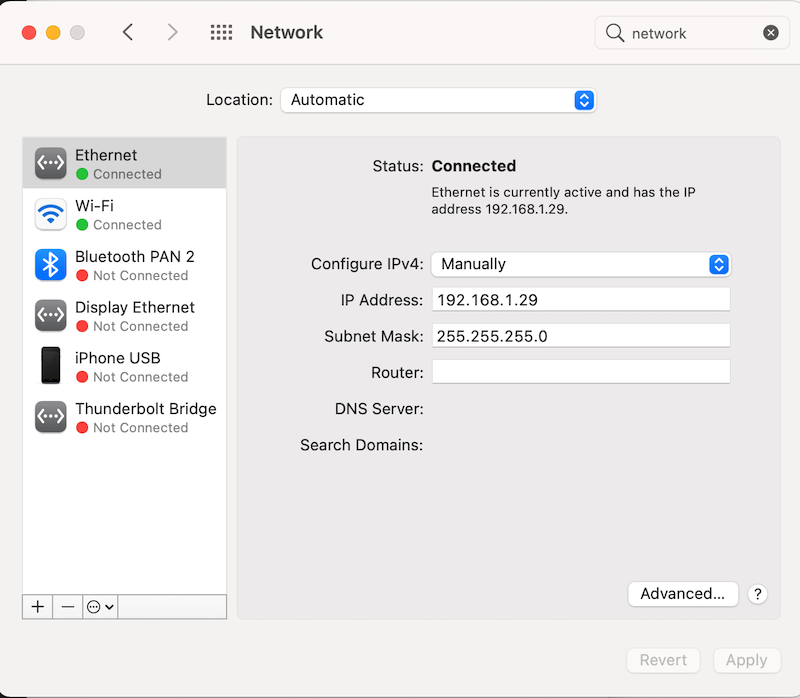 Network
network
Location: Automatic
Ethernet
Connected
Wi-Fi
Connected
Bluetooth PAN 2
Not Connected
Display Ethernet
Not Connected
iPhone USB
Not Connected
Thunderbolt Bridge
Not Connected
Status: Connected
Ethernet is currently active and has the IP
address 192.168.1.29.
Configure IPv4: Manually
IP Address: 192.168.1.29
Subnet Mask: 255.255.255.0
Router:
DNS Server:
Search Domains:
Advanced... ?
Revert Apply